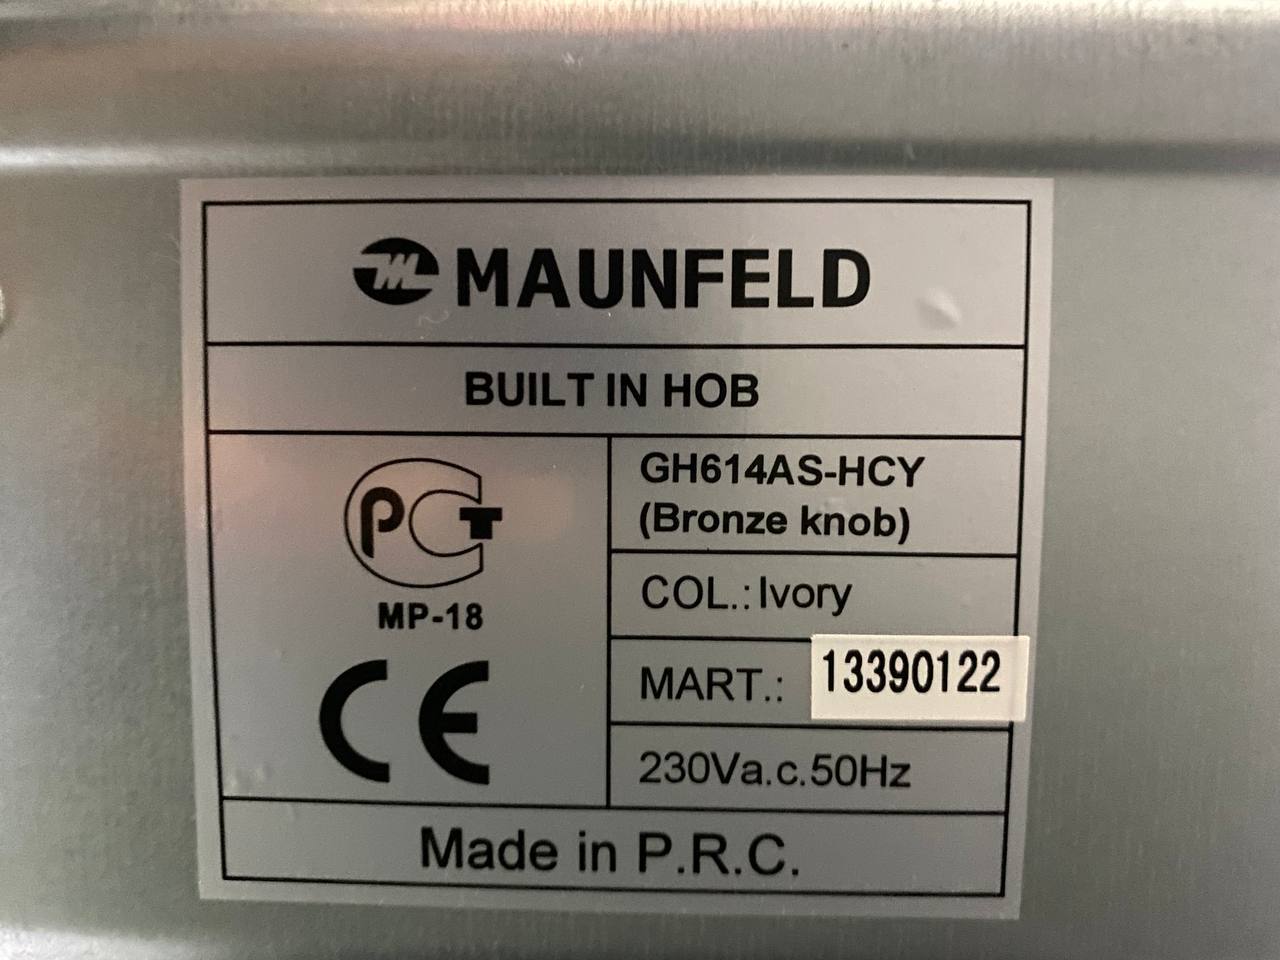 MAUNFELD
BUILT IN HOB
РСТ
MP-18
CE
GH614AS-HCY
(Bronze knob)
COL.: Ivory
MART.: 13390122
230Va.c.50Hz
Made in P.R.C.